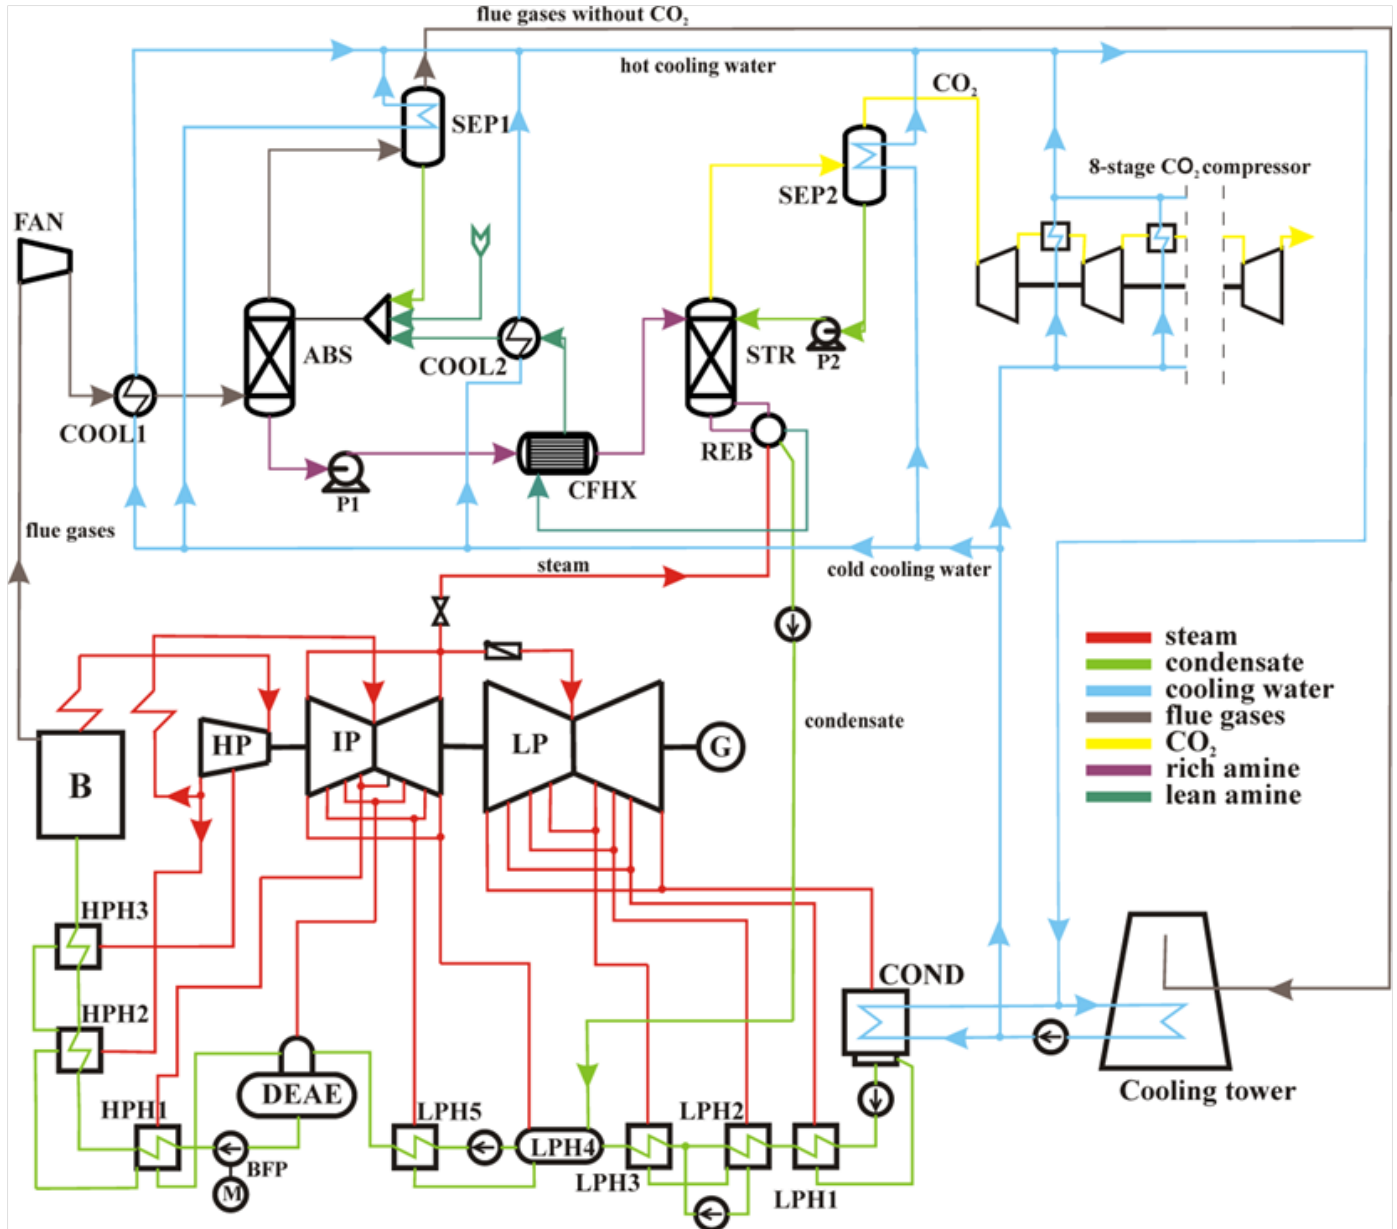 flue gases without CO₂
hot cooling water
CO₂
SEP1
8-stage CO₂ compressor
SEP2
FAN
ABS
COOL2
STR
P2
COOL1
REB
CFHX
P1
flue gases
steam
cold cooling water
steam
condensate
cooling water
flue gases
CO₂
rich amine
lean amine
condensate
HP
IP
LP
G
B
HPH3
COND
HPH2
DEAE
Cooling tower
HPH1
LPH5
LPH2
LPH4
BFP
LPH3
LPH1
M